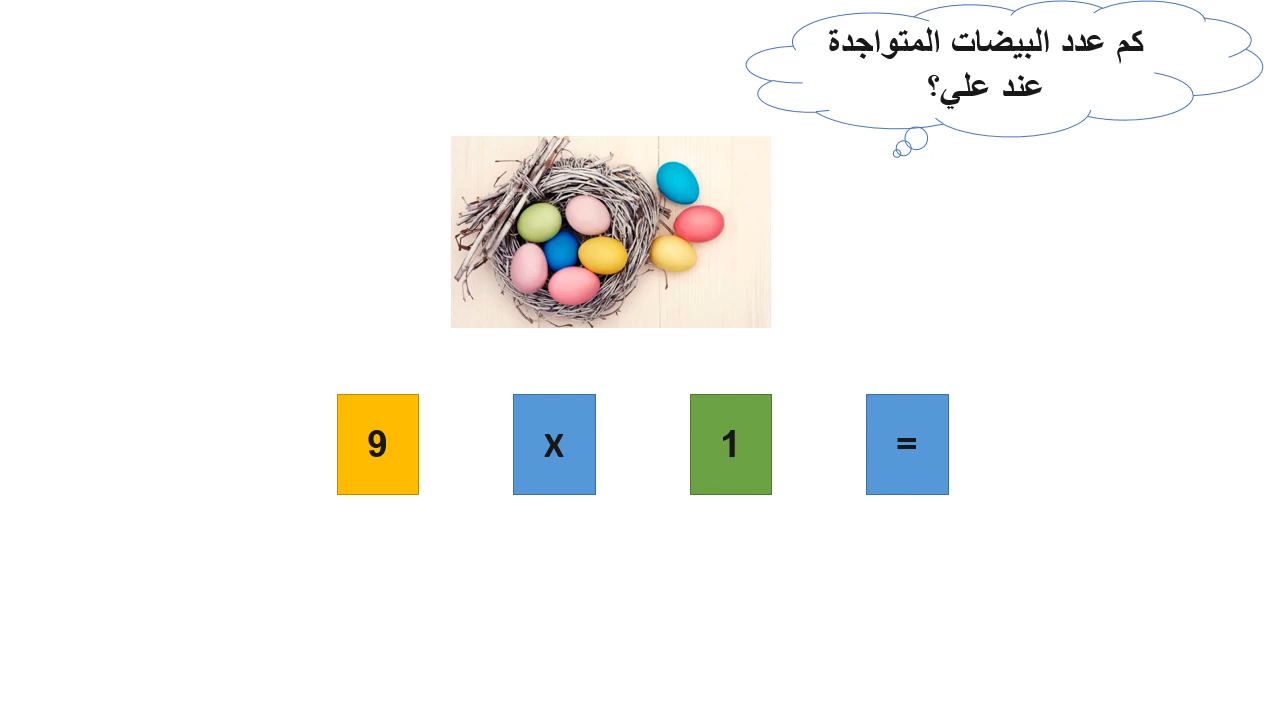 كم عدد البيضات المتواجدة
عند علي؟
9 x 1 =